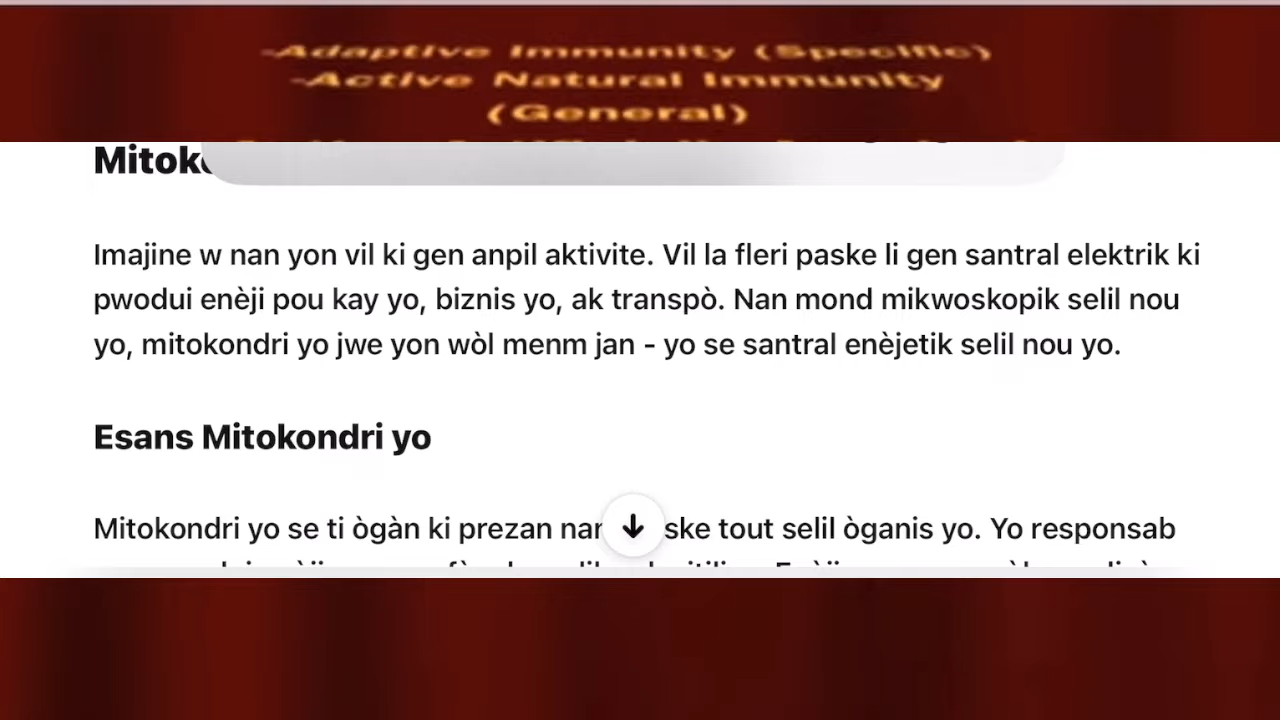 -Adaptive Immunity (Specific)
-Active Natural Immunity
(General)
Imajine w nan yon vil ki gen anpil aktivite. Vil la fleri paske li gen santral elektrik ki
pwodui enèji pou kay yo, biznis yo, ak transpò. Nan mond mikwoskopik selil nou
yo, mitokondri yo jwe yon wòl menm jan - yo se santral enèjetik selil nou yo.
Esans Mitokondri yo
Mitokondri yo se ti ògàn ki prezan tout selil òganis yo. Yo responsab